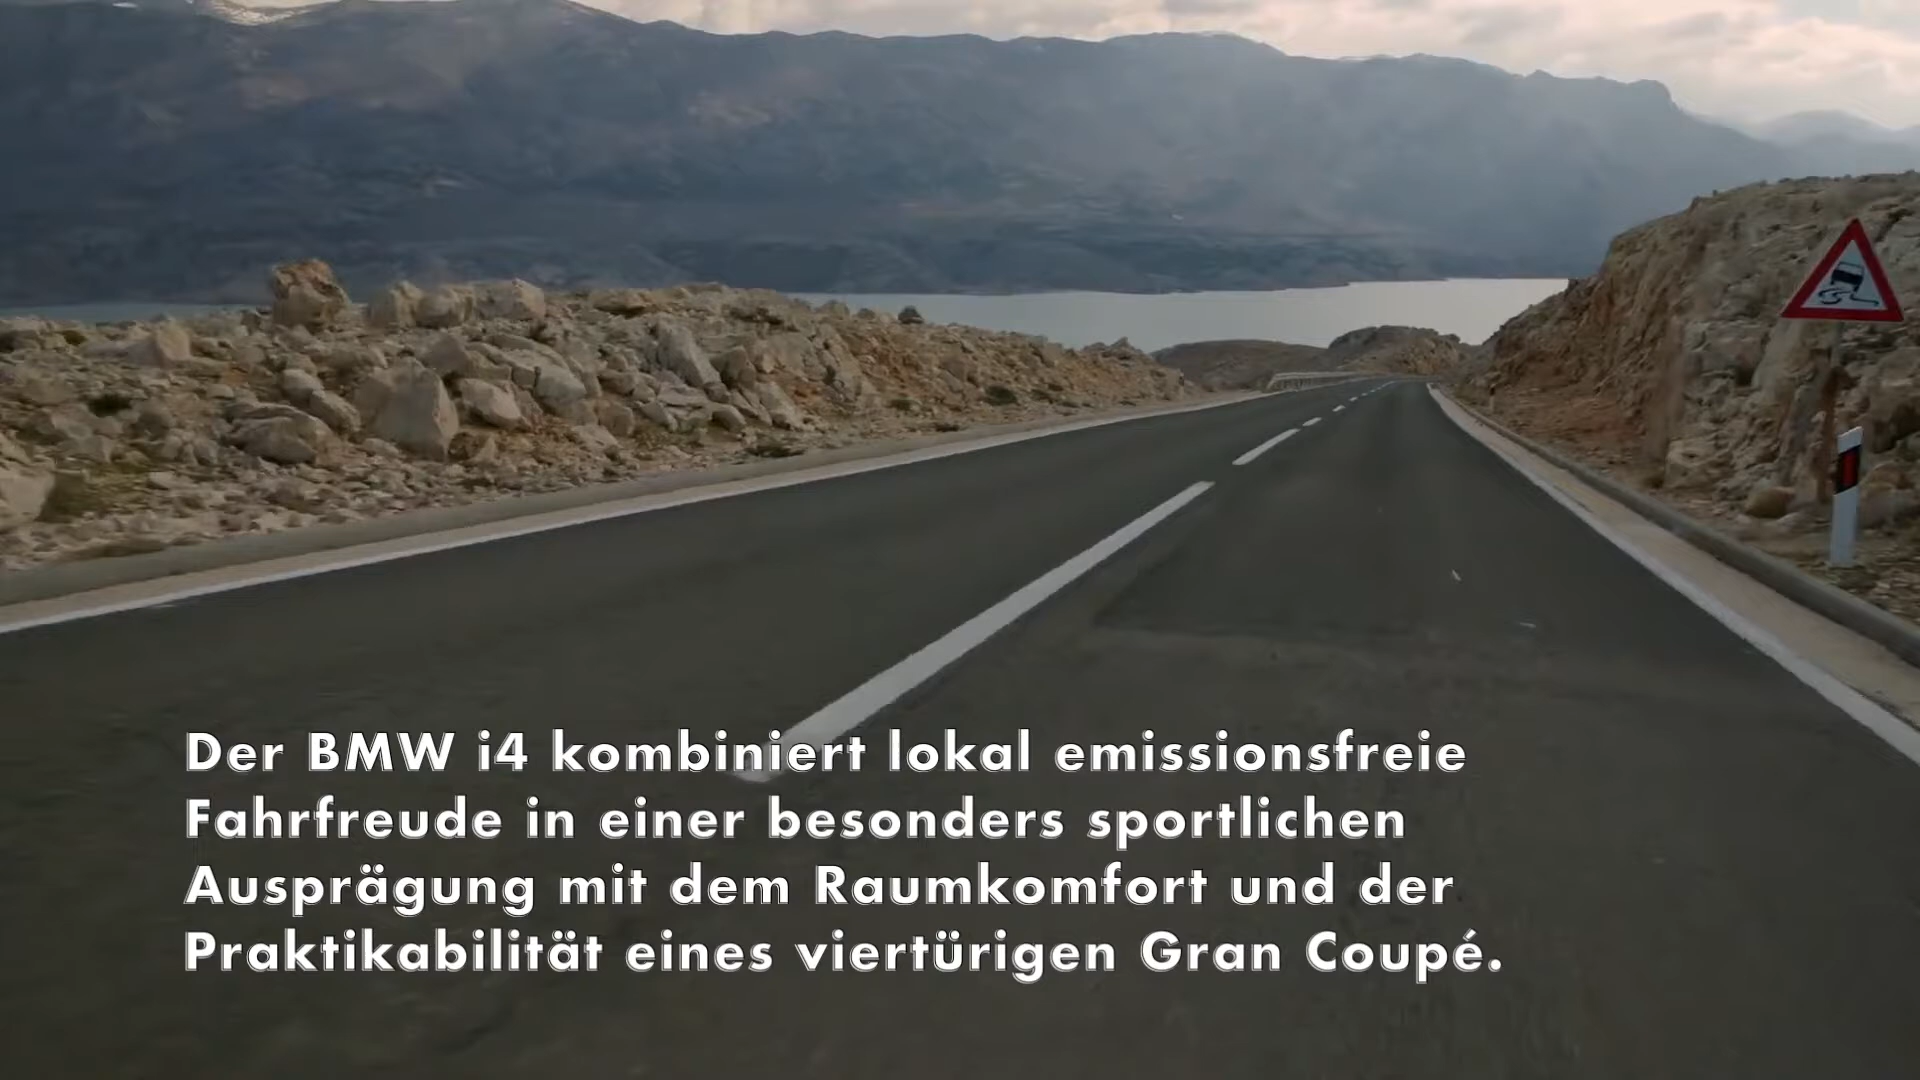 Der BMW i4 kombiniert lokal emissionsfreie
Fahrfreude in einer besonders sportlichen
Ausprägung mit dem Raumkomfort und der
Praktikabilität eines viertürigen Gran Coupé.